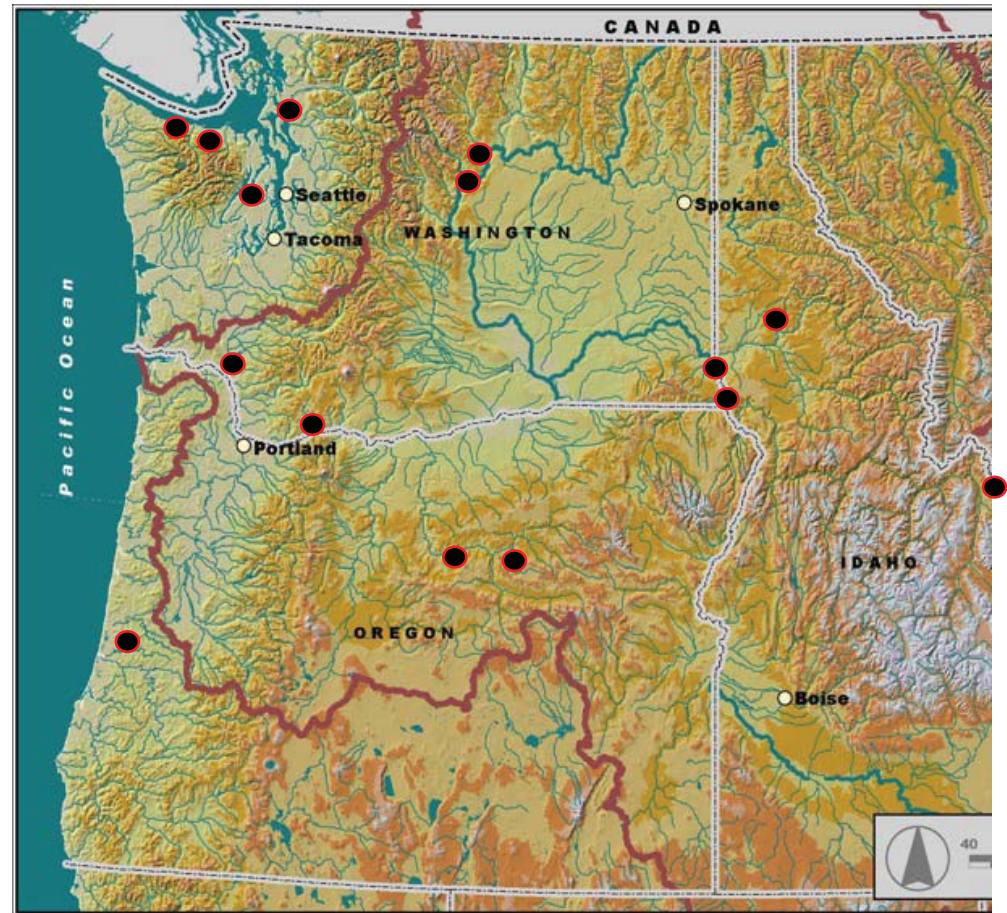 CANADA
Seattle
Spokane
WASHINGTON
Tacoma
Pacific Ocean
Portland
IDAHO
OREGON
Boise
40